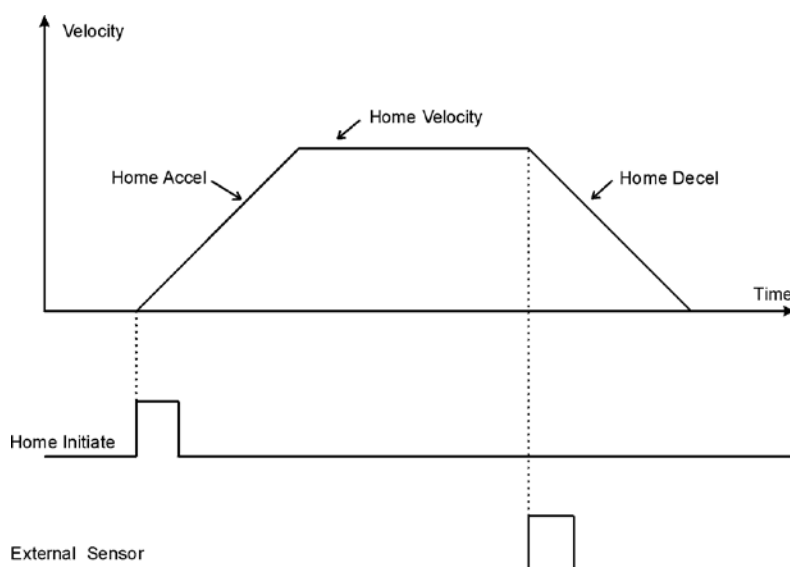 Velocity
Home Velocity
Home Accel
Home Decel
Time
Home Initiate
External Sensor